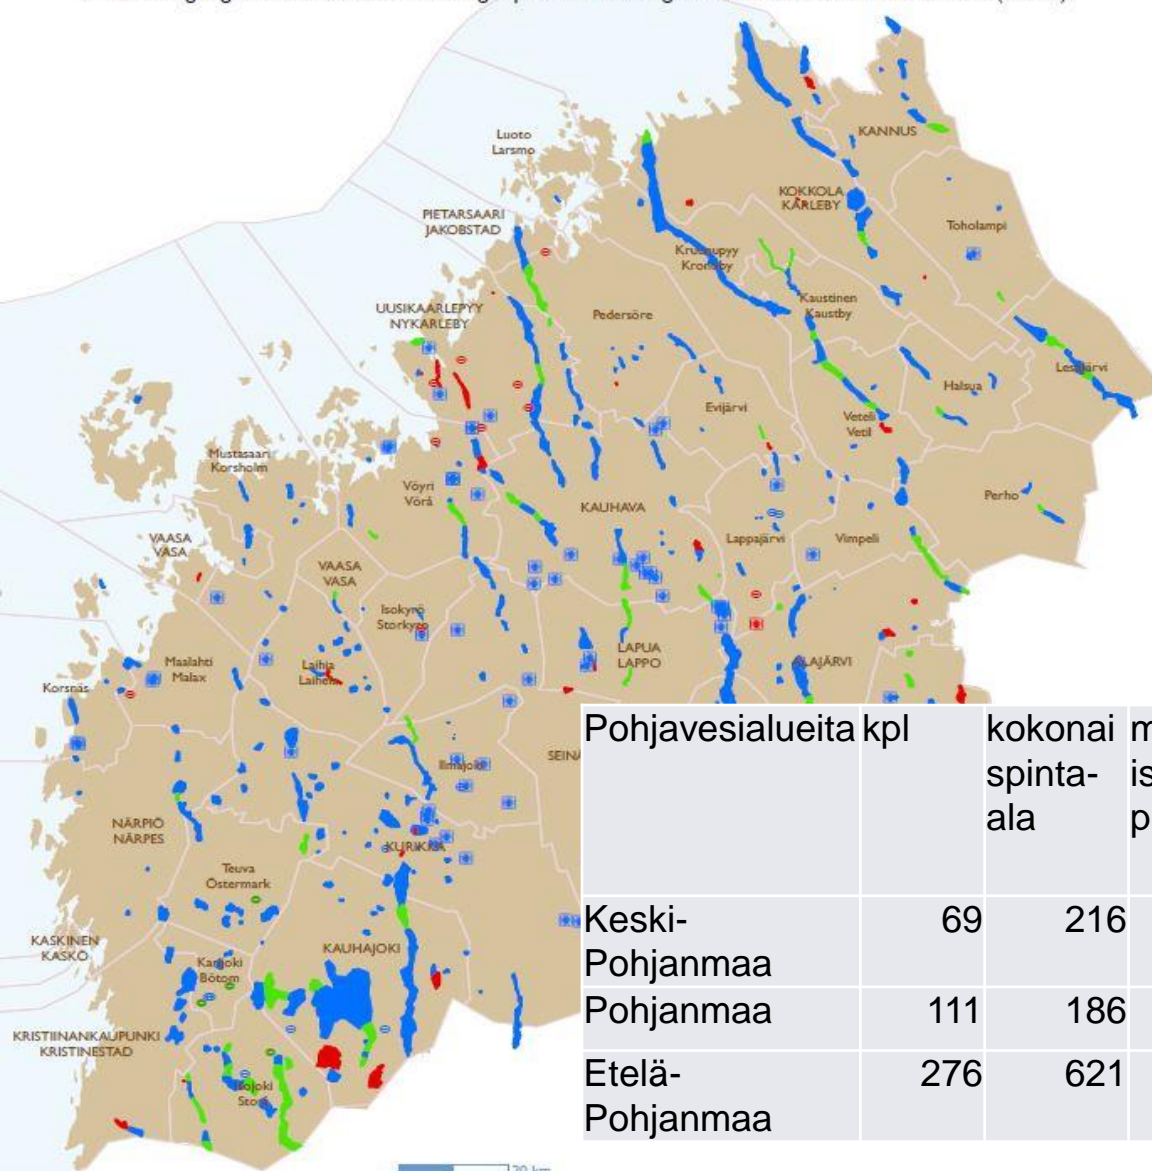 KANNUS
Luoto
Larsmo
KOKKOLA
KARLEBY
PIETARSAARI
JAKOBSTAD
Toholampi
Kruunupyy
Kronoby
Kaustinen
Kaustby
UUSIKAARLEPYY
NYKARLEBY
Pedersöre
Lestijärvi
Halsua
Evijärvi
Veteli
Vetil
Mustasaari
Korsholm
Vöyri
Vörå
KAUHAVA
Perho
VAASA
VASA
Lappajärvi
Vimpeli
VAASA
VASA
Isokyrö
Storkyro
LAPUA
LAPPO
ALAJÄRVI
Maalahti
Malax
Laihia
Laihela
Korsnäs
Ilmajoki
SEINÄ
NÄRPIÖ
NÄRPES
KURIKKA
Teuva
Östermark
KASKINEN
KASKÖ
KAUHAJOKI
Karijoki
Bötom
KRISTIINANKAUPUNKI
KRISTINESTAD
Isojoki
Storå
20 km
Pohjavesialueita kpl kokonai m
spinta- is
ala p
Keski- 69 216
Pohjanmaa
Pohjanmaa 111 186
Etelä- 276 621
Pohjanmaa